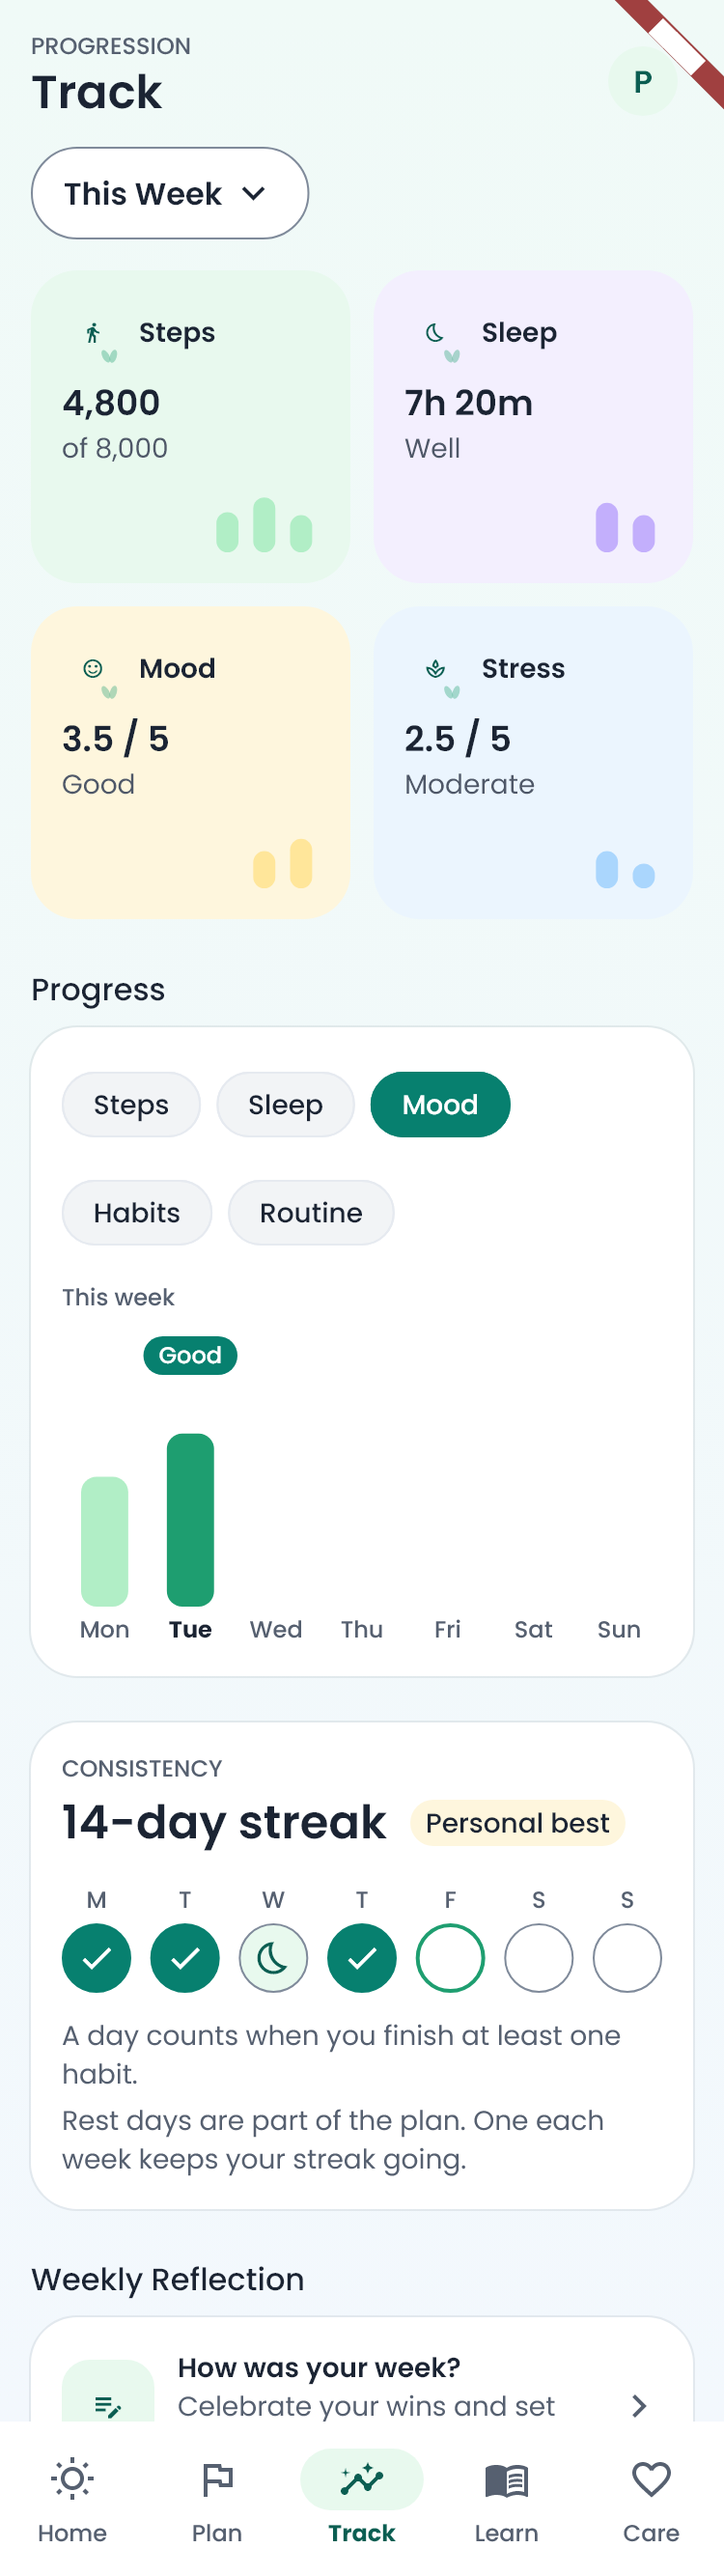 PROGRESSION
Track
P
This Week
Steps
4,800
of 8,000
Sleep
7h 20m
Well
Mood
3.5 / 5
Good
Stress
2.5 / 5
Moderate
Progress
Steps Sleep Mood
Habits Routine
This week
Good
Mon Tue Wed Thu Fri Sat Sun
CONSISTENCY
14-day streak Personal best
M T W T F S S
A day counts when you finish at least one
habit.
Rest days are part of the plan. One each
week keeps your streak going.
Weekly Reflection
How was your week?
Celebrate your wins and set
Home Plan Track Learn Care